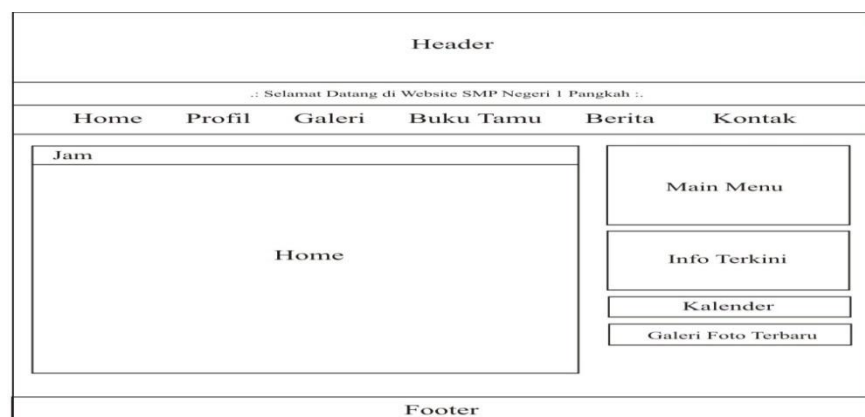 Header
.: Selamat Datang di Website SMP Negeri 1 Pangkah :.
Home Profil Galeri Buku Tamu Berita Kontak
Jam
Home
Main Menu
Info Terkini
Kalender
Galeri Foto Terbaru
Footer